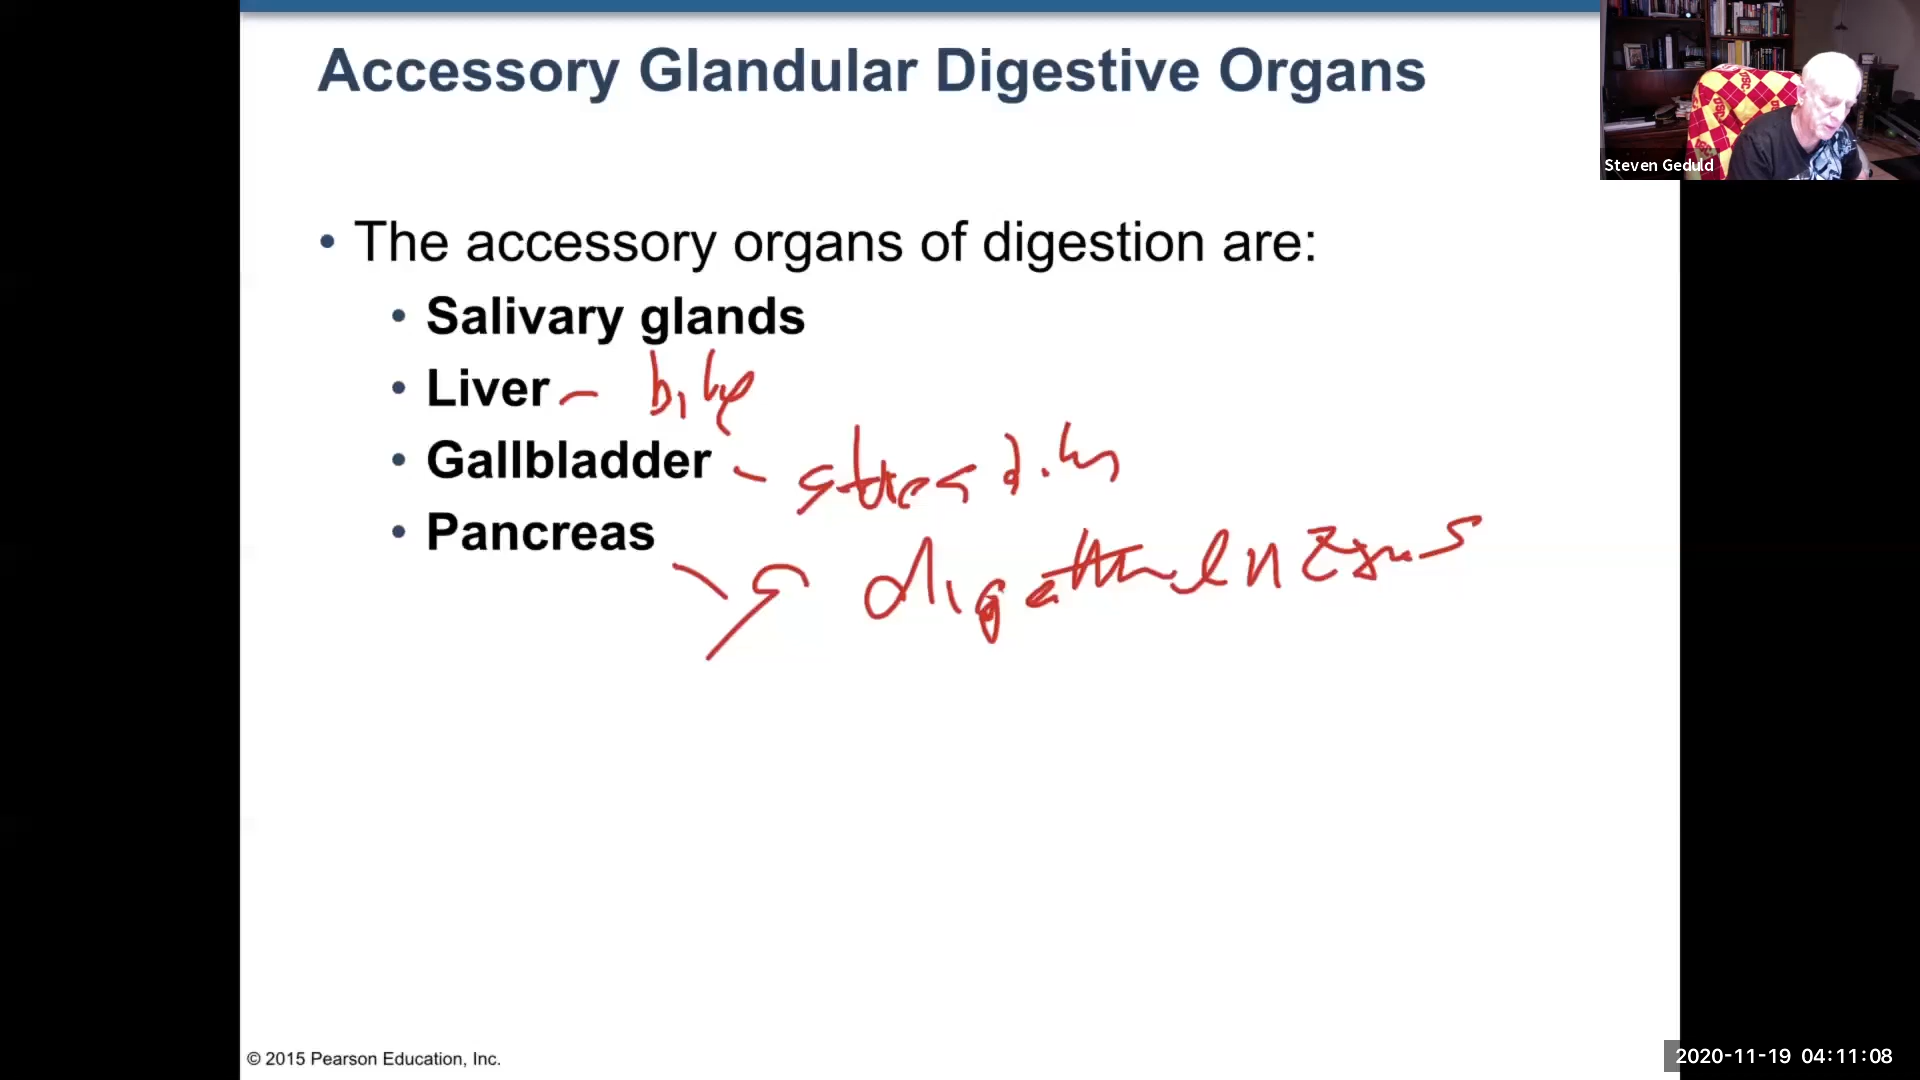 Accessory Glandular Digestive Organs
Steven Geduld
• The accessory organs of digestion are:
• Salivary glands
• Liver – bile
• Gallbladder – stores bile
• Pancreas
digestive enzymes
© 2015 Pearson Education, Inc.
2020-11-19 04:11:08